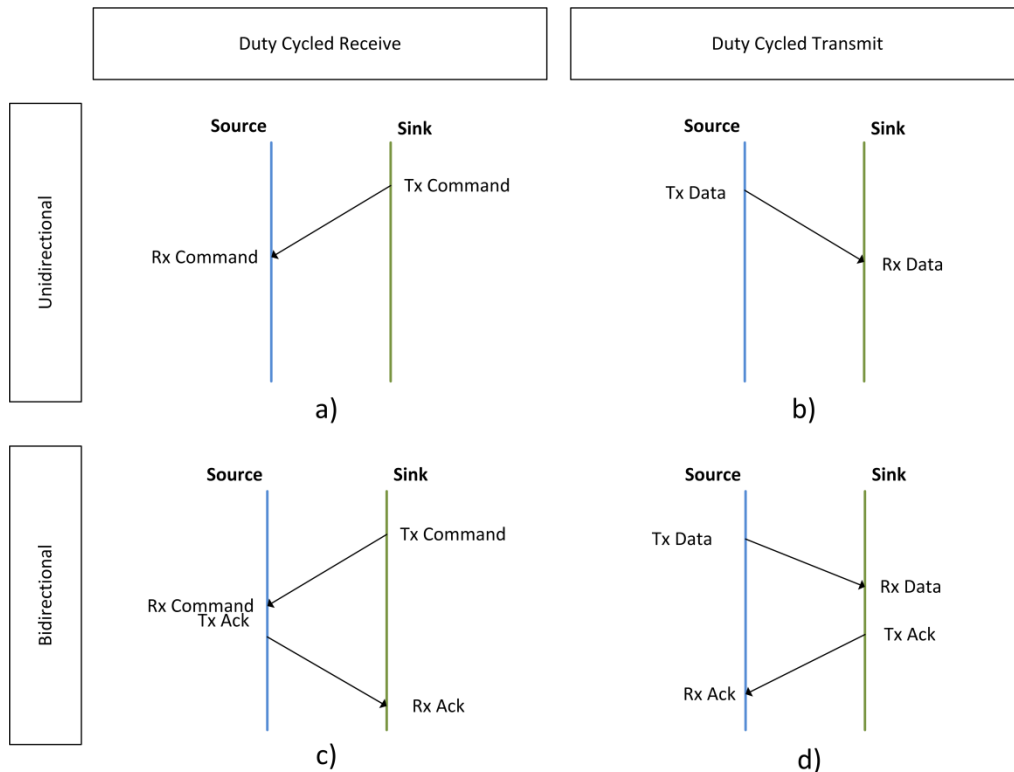 Duty Cycled Receive
Duty Cycled Transmit
Unidirectional
Source
Sink
Tx Command
Rx Command
a)
Source
Sink
Tx Data
Rx Data
b)
Bidirectional
Source
Sink
Tx Command
Rx Command
Tx Ack
Rx Ack
c)
Source
Sink
Tx Data
Rx Data
Tx Ack
Rx Ack
d)